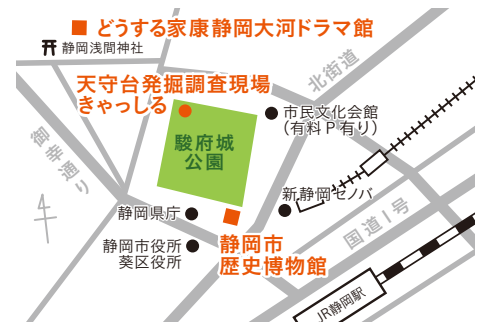 どうする家康静岡大河ドラマ館
静岡浅間神社
天守台発掘調査現場
きゃっしる
北街道
市民文化会館
(有料P有り)
御幸通り
駿府城
公園
新静岡セノバ
静岡県庁
国道1号
静岡市役所
葵区役所
静岡市
歴史博物館
JR静岡駅